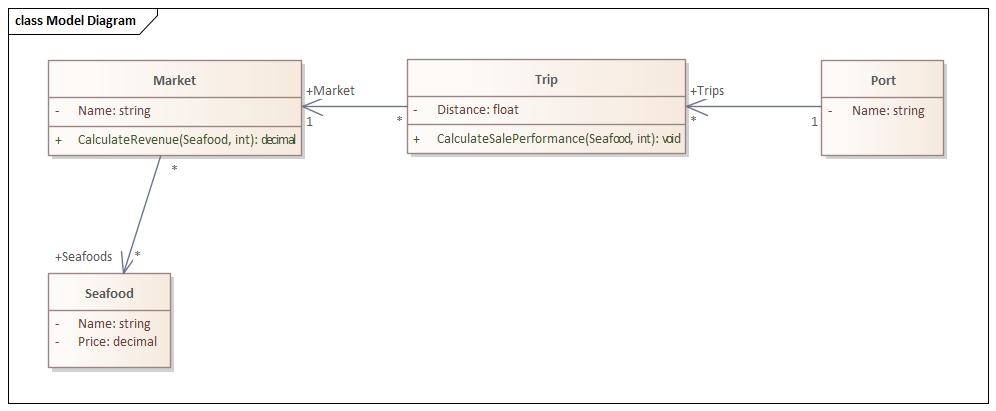 class Model Diagram
Market
- Name: string
+ CalculateRevenue(Seafood, int): decimal
+Market
1
*
Trip
- Distance: float
+ CalculateSalePerformance(Seafood, int): void
+Trips
*
1
Port
- Name: string
*
+Seafoods
*
Seafood
- Name: string
- Price: decimal